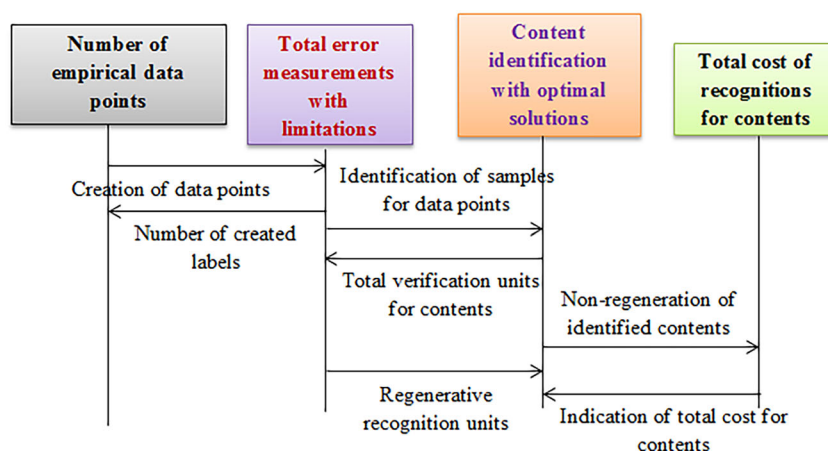 Number of
empirical data
points
Total error
measurements
with
limitations
Content
identification
with optimal
solutions
Total cost of
recognitions
for contents
Creation of data points
Identification of samples
for data points
Number of created
labels
Total verification units
for contents
Non-regeneration of
identified contents
Regenerative
recognition units
Indication of total cost for
contents